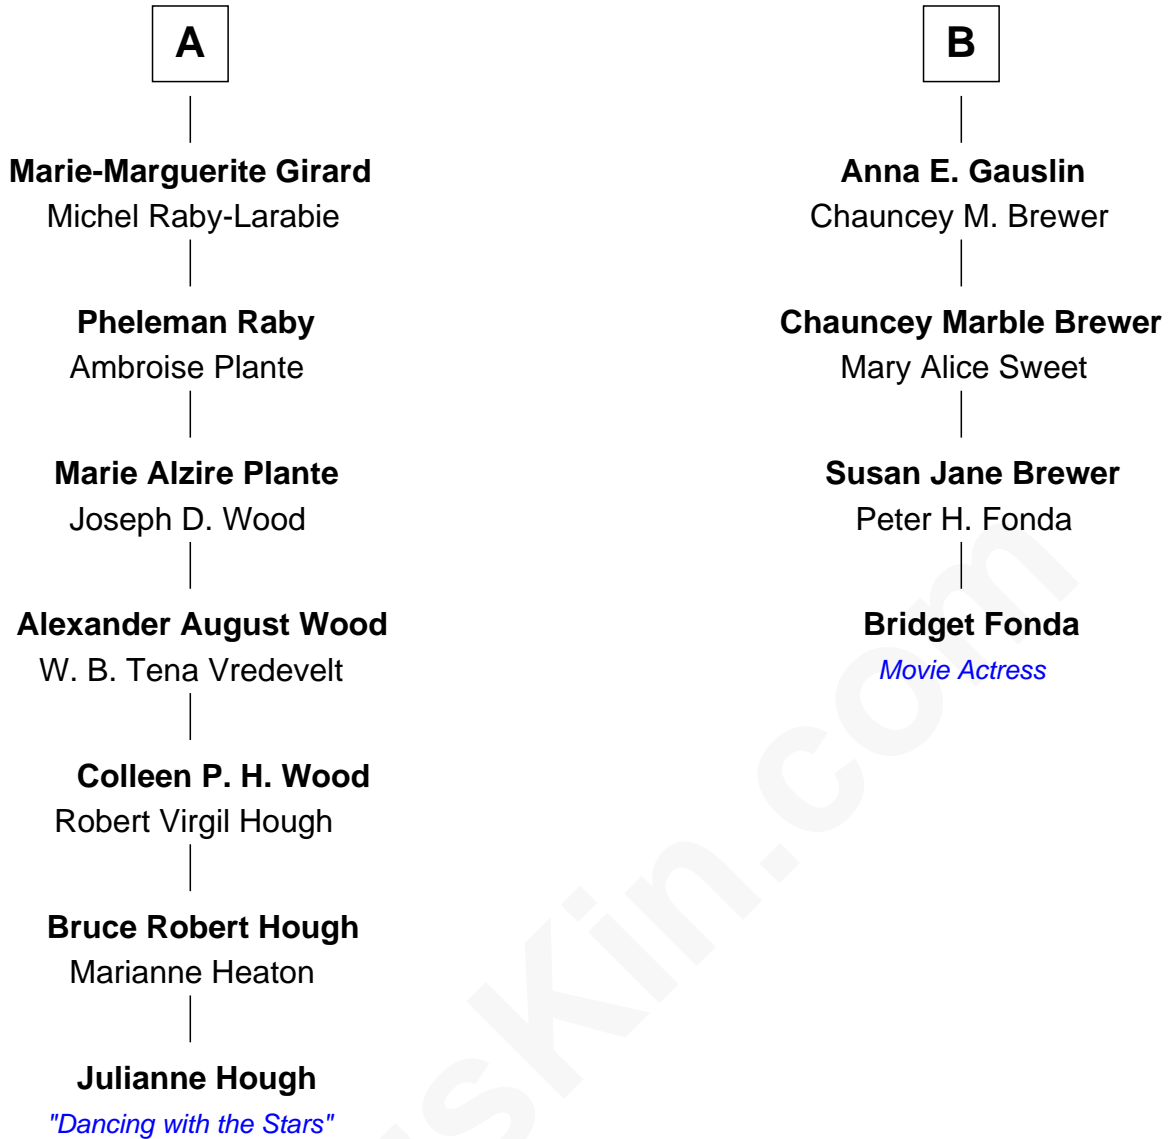 A
Marie-Marguerite Girard
Michel Raby-Larabie
Pheleman Raby
Ambroise Plante
Marie Alzire Plante
Joseph D. Wood
Alexander August Wood
W. B. Tena Vredevelt
Colleen P. H. Wood
Robert Virgil Hough
Bruce Robert Hough
Marianne Heaton
Julianne Hough
"Dancing with the Stars"
B
Anna E. Gauslin
Chauncey M. Brewer
Chauncey Marble Brewer
Mary Alice Sweet
Susan Jane Brewer
Peter H. Fonda
Bridget Fonda
Movie Actress